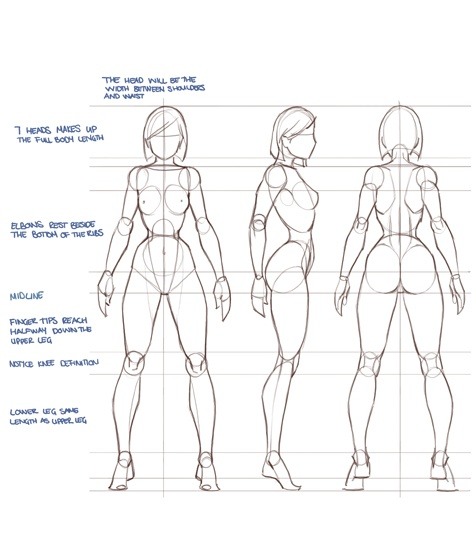 THE HEAD WILL BE THE
WIDTH BETWEEN SHOULDERS
AND WAIST
7 HEADS MAKES UP
THE FULL BODY LENGTH
ELBOWS REST BESIDE
THE BOTTOM OF THE RIBS
MIDLINE
FINGER TIPS REACH
HALFWAY DOWN THE
UPPER LEG
NOTICE KNEE DEFINITION
LOWER LEG SAME
LENGTH AS UPPER LEG